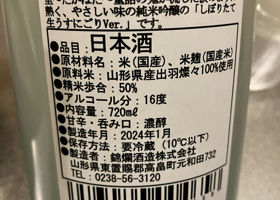 熟く、やさしい味の純米吟醸の「しぼりたて
生うすにごりVer.」です。
●品目：日本酒
●原材料名：米(国産)、米麹(国産米)
●原料米：山形県産出羽燦々100%使用
●精米歩合：50%
●アルコール分：16度
●内容量：720㎖
●甘辛・呑み口：濃醇
●製造年月：2024年1月
●保存方法：要冷蔵(10℃以下)
●製造者：錦爛酒造株式会社
山形県東置賜郡高畠町元和田732
TEL：0238-56-3120